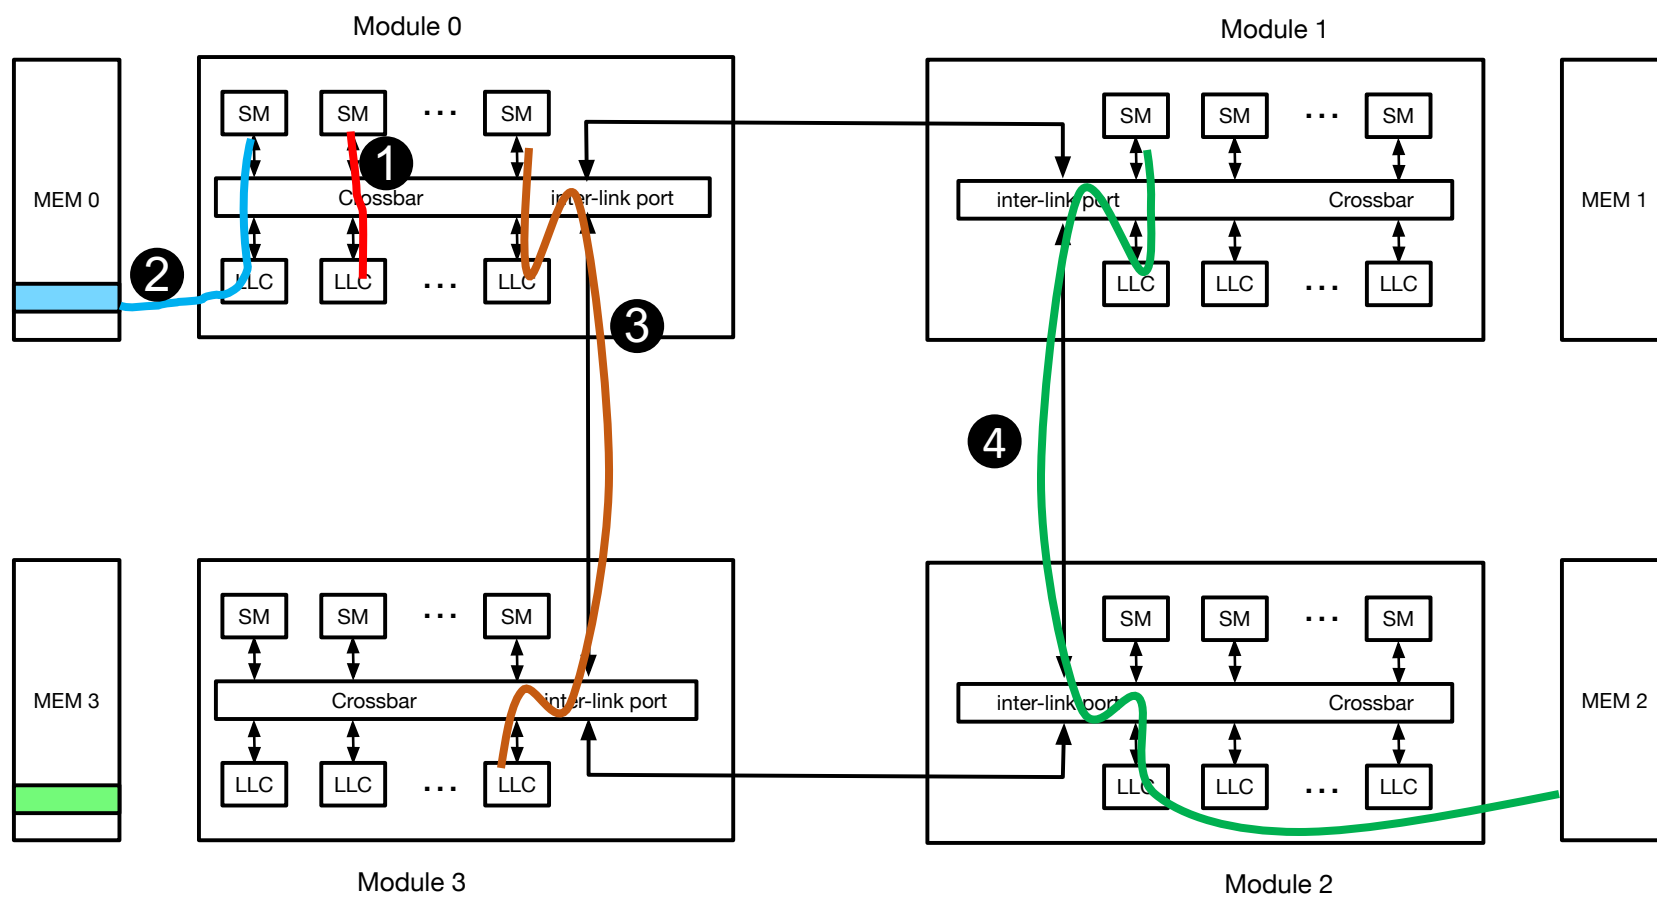 Module 0
Module 1
SM SM ... SM
SM SM ... SM
1
MEM 0
Crossbar inter-link port
inter-link port Crossbar
MEM 1
2
LLC LLC ... LLC
LLC LLC ... LLC
3
4
SM SM ... SM
SM SM ... SM
MEM 3
Crossbar inter-link port
inter-link port Crossbar
MEM 2
LLC LLC ... LLC
LLC LLC ... LLC
Module 3
Module 2